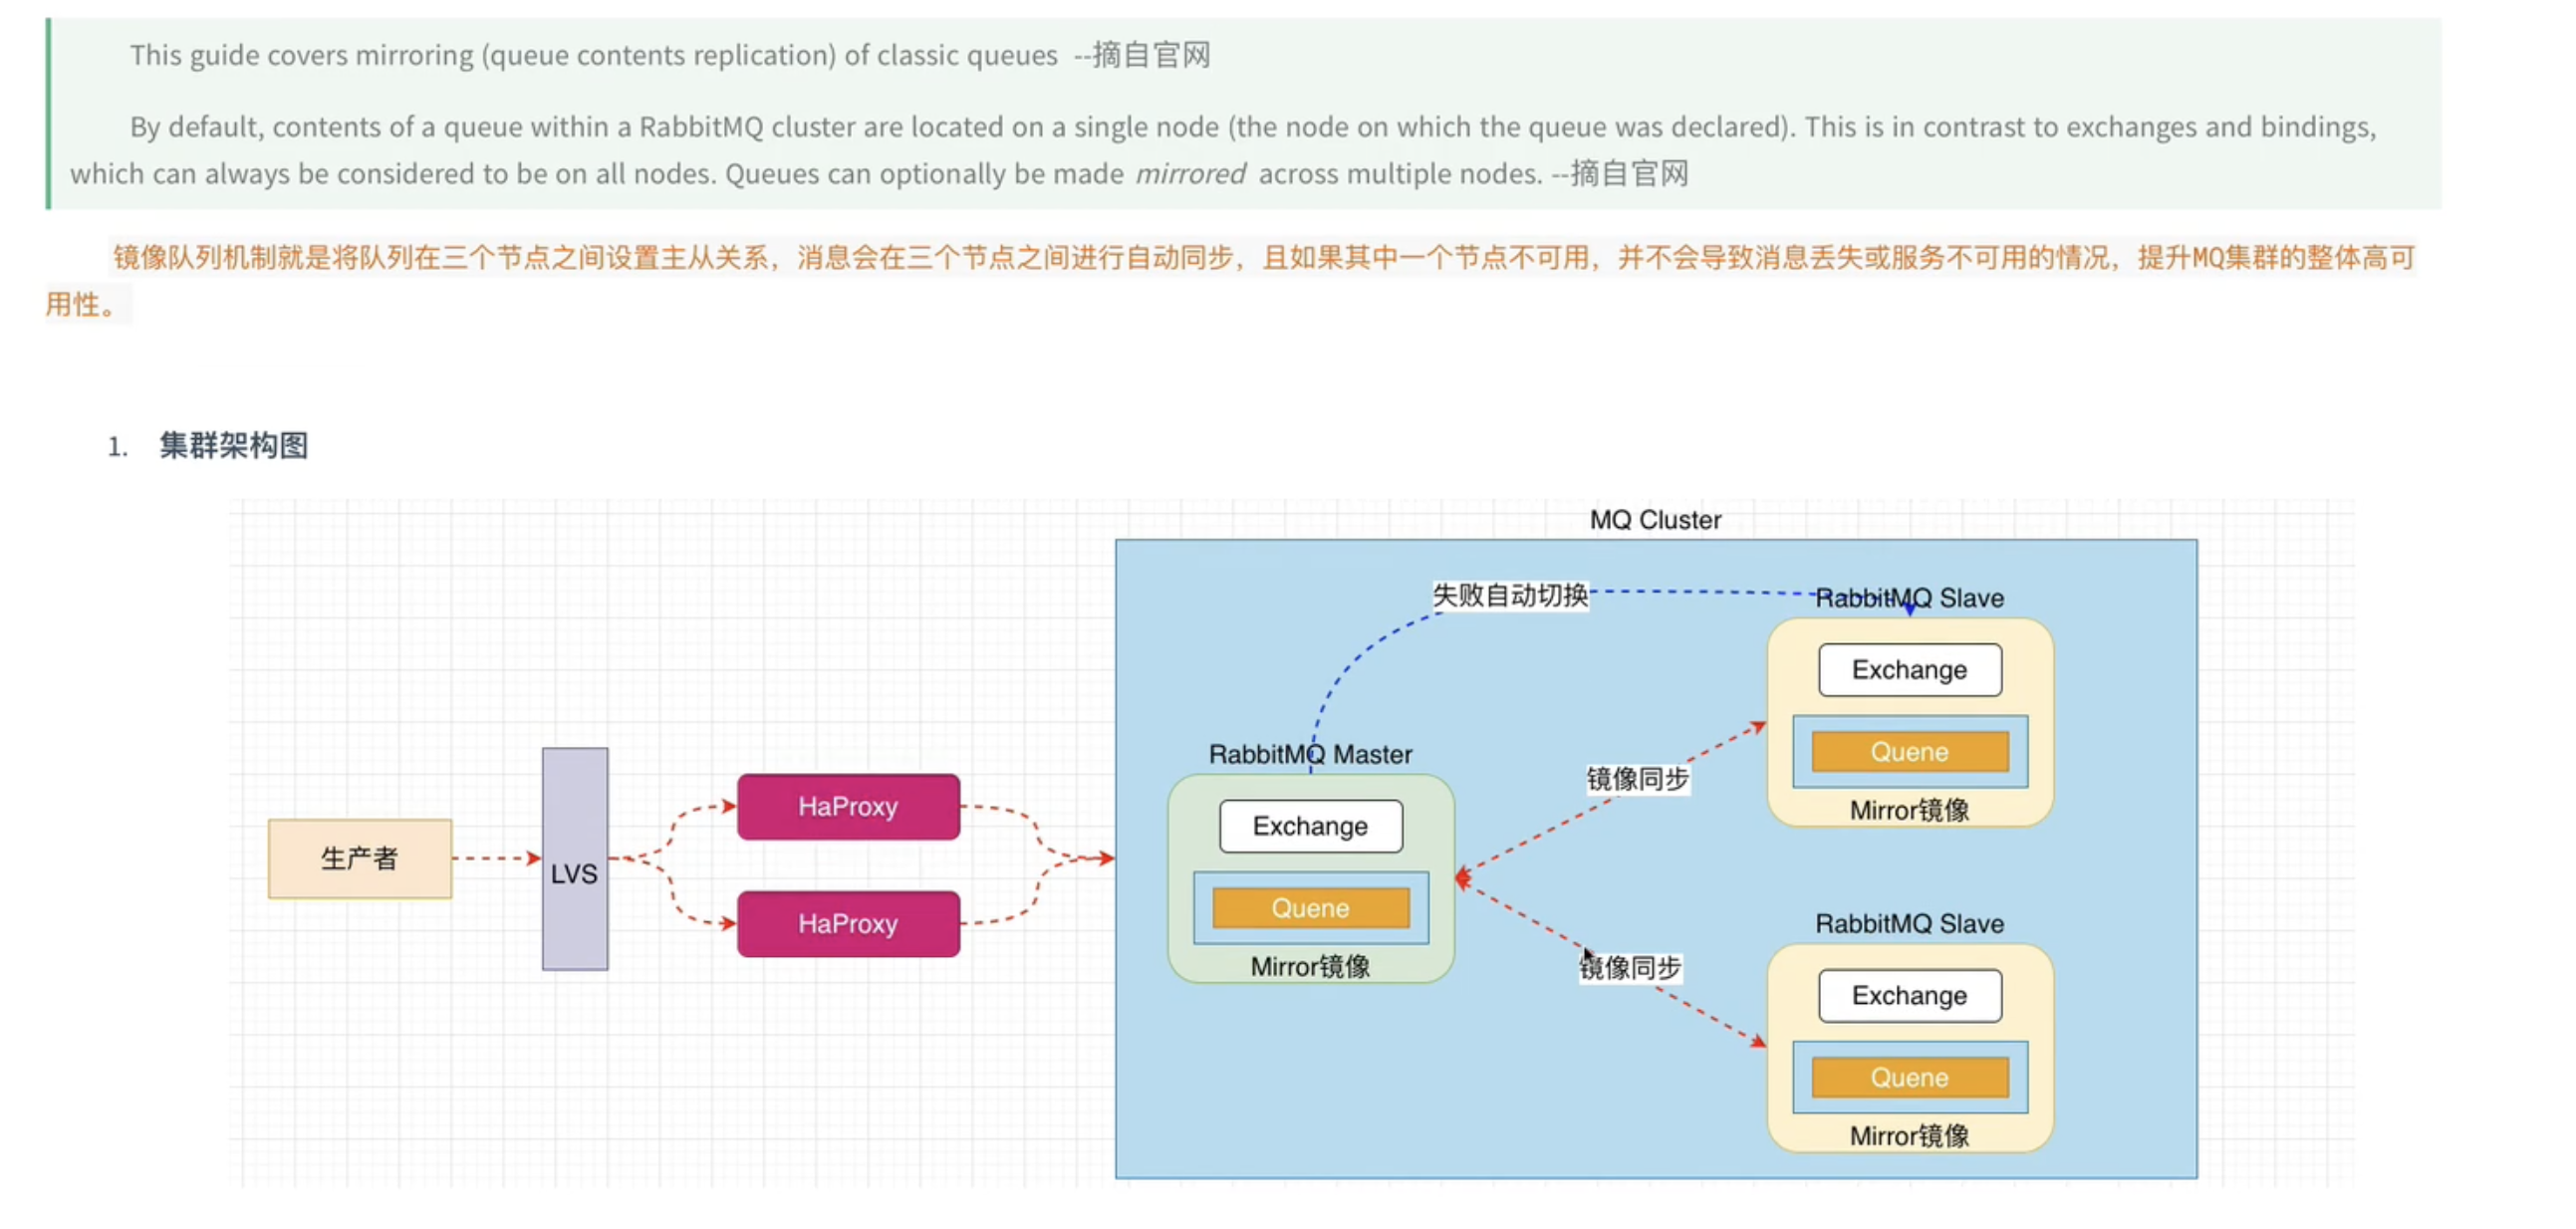 This guide covers mirroring (queue contents replication) of classic queues --摘自官网
By default, contents of a queue within a RabbitMQ cluster are located on a single node (the node on which the queue was declared). This is in contrast to exchanges and bindings,
which can always be considered to be on all nodes. Queues can optionally be made mirrored across multiple nodes. --摘自官网
镜像队列机制就是将队列在三个节点之间设置主从关系，消息会在三个节点之间进行自动同步，且如果其中一个节点不可用，并不会导致消息丢失或服务不可用的情况，提升MQ集群的整体高可
用性。
1. 集群架构图
MQ Cluster
失败自动切换
RabbitMQ Slave
Exchange
Quene
Mirror镜像
RabbitMQ Master
Exchange
Quene
Mirror镜像
镜像同步
镜像同步
RabbitMQ Slave
Exchange
Quene
Mirror镜像
生产者
LVS
HaProxy
HaProxy